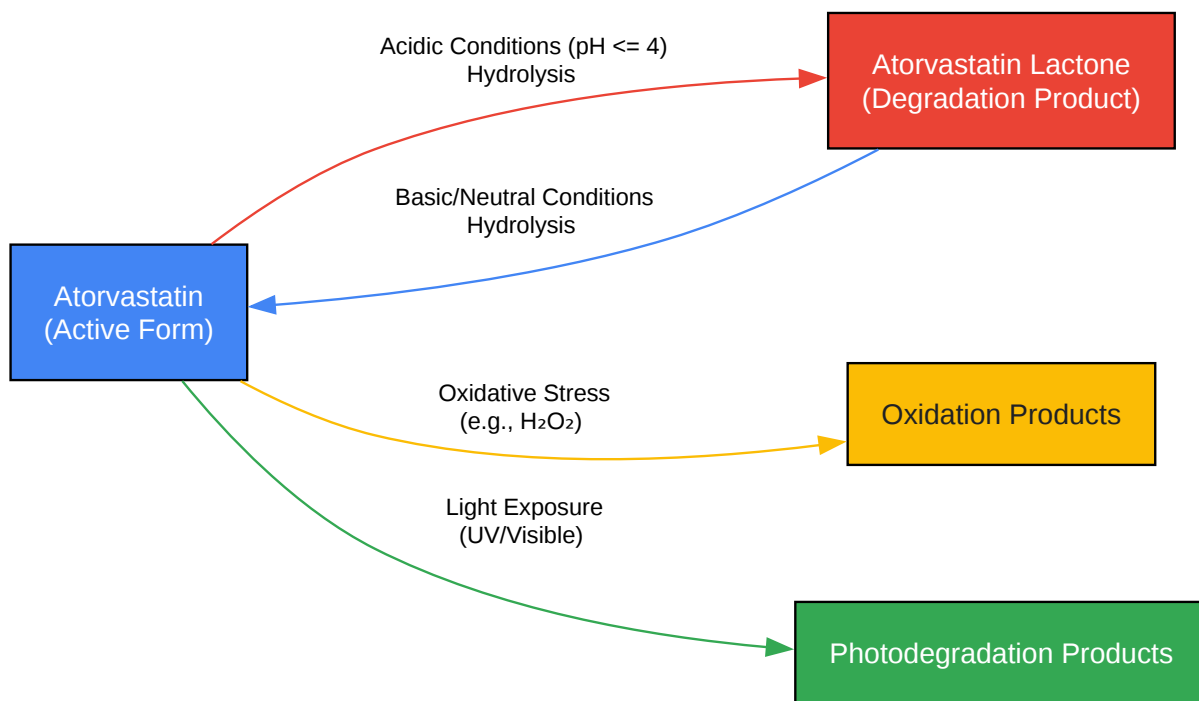 Acidic Conditions (pH <= 4)
Hydrolysis
Atorvastatin Lactone
(Degradation Product)
Basic/Neutral Conditions
Hydrolysis
Atorvastatin
(Active Form)
Oxidative Stress
(e.g., H₂O₂)
Oxidation Products
Light Exposure
(UV/Visible)
Photodegradation Products